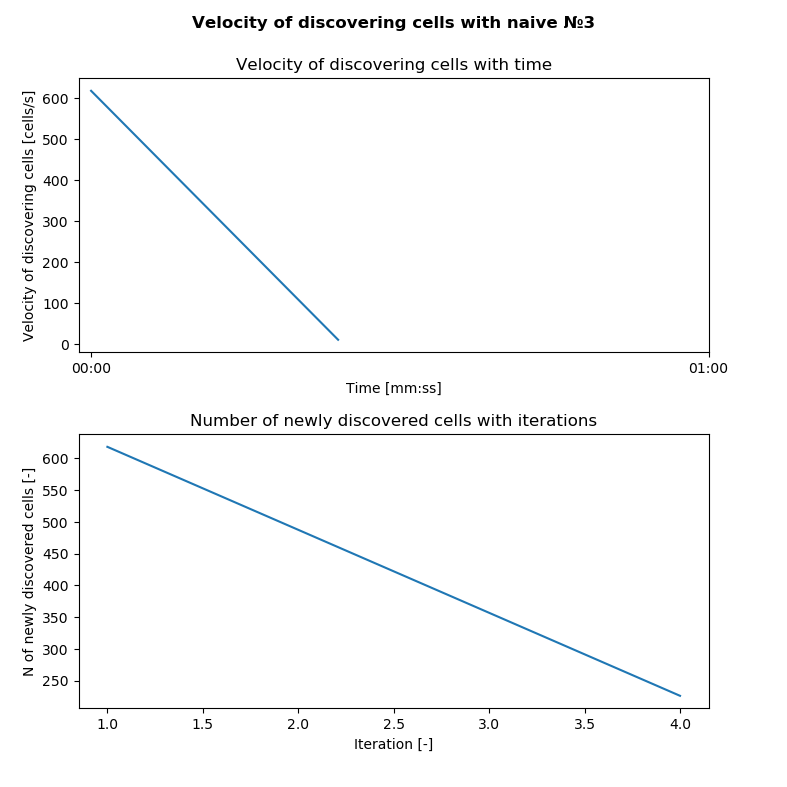 Velocity of discovering cells with naive №3
Velocity of discovering cells with time
Velocity of discovering cells [cells/s]
600
500
400
300
200
100
0
00:00 01:00
Time [mm:ss]
Number of newly discovered cells with iterations
N of newly discovered cells [-]
600
550
500
450
400
350
300
250
1.0 1.5 2.0 2.5 3.0 3.5 4.0
Iteration [-]